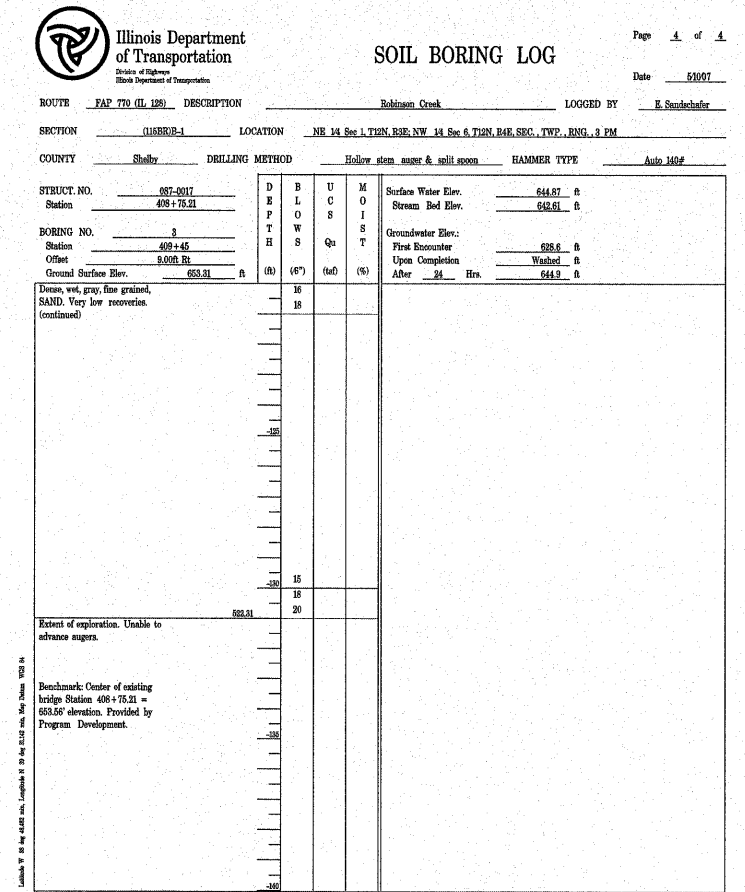 Illinois Department
of Transportation
Division of Highways
Illinois Department of Transportation
SOIL BORING LOG
Page 4 of 4
Date 5/10/07
ROUTE FAP 770 (IL 128) DESCRIPTION Robinson Creek LOGGED BY E. Sandschafer
SECTION (116BR)B-1 LOCATION NE 1/4 Sec 1, T12N, R3E; NW 1/4 Sec 6, T12N, R4E, SEC. , TWP. , RNG. , 3 PM
COUNTY Shelby DRILLING METHOD Hollow stem auger & split spoon HAMMER TYPE Auto 140#
STRUCT. NO. 087-0017
Station 408+75.21
BORING NO. 3
Station 409+45
Offset 9.00ft Rt
Ground Surface Elev. 653.31 ft
DEPTH (ft)
BLOWS (/6")
UCS Qu (tsf)
MOIST (%)
Surface Water Elev. 644.87 ft
Stream Bed Elev. 642.61 ft
Groundwater Elev.:
First Encounter 628.6 ft
Upon Completion Washed ft
After 24 Hrs. 644.9 ft
Dense, wet, gray, fine grained, 16
SAND. Very low recoveries. 18
(continued)
-125
-130 15
18
522.31 20
Extent of exploration. Unable to
advance augers.
Benchmark: Center of existing
bridge Station 408+75.21 =
653.56' elevation. Provided by
Program Development.
-135
-140